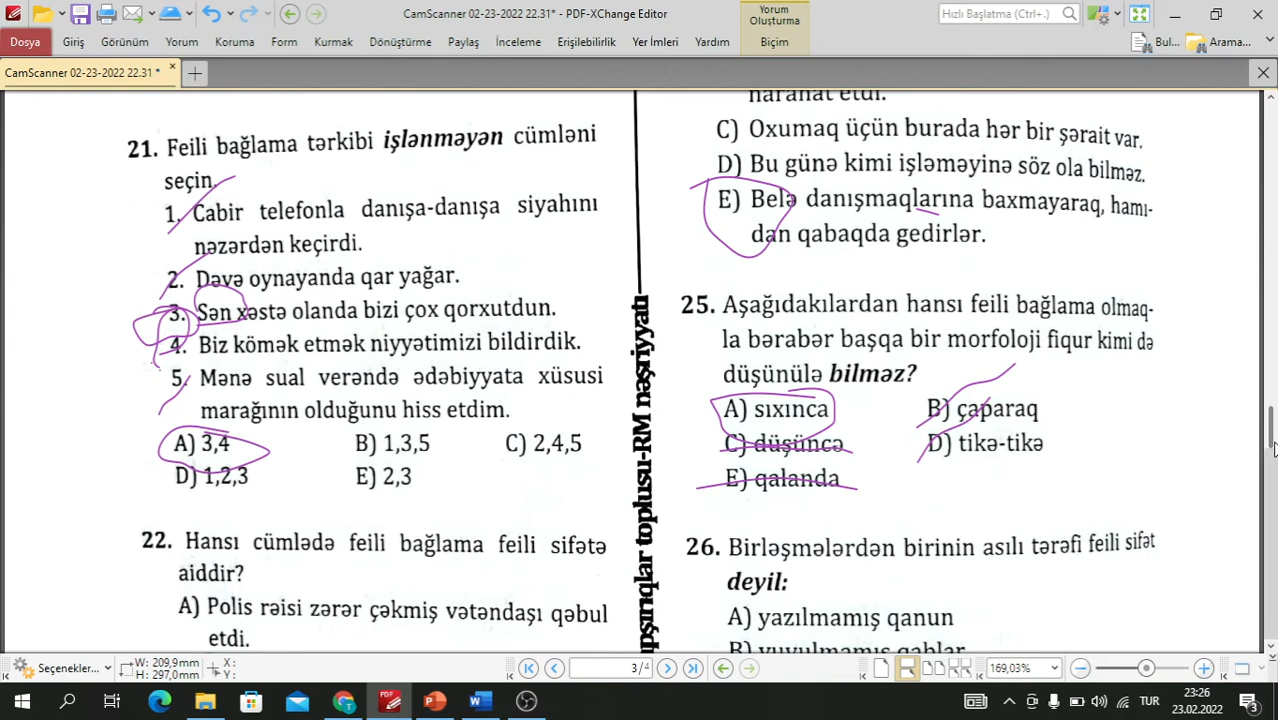 CamScanner 02-23-2022 22.31* * PDF-XChange Editor
Yorum Oluşturma
Hızlı Başlatma (Ctrl+.)
Dosya Giriş Görünüm Yorum Koruma Form Kurmak Dönüştürme Paylaş İnceleme Erişilebilirlik Yer İmleri Yardım Biçim
Bul... Arama...
CamScanner 02-23-2022 22.31 *
21. Feili bağlama tərkibi işlənməyən cümləni
seçin.
1. Cabir telefonla danışa-danışa siyahını
nəzərdən keçirdi.
2. Dəvə oynayanda qar yağar.
3. Sən xəstə olanda bizi çox qorxutdun.
4. Biz kömək etmək niyyətimizi bildirdik.
5. Mənə sual verəndə ədəbiyyata xüsusi
marağının olduğunu hiss etdim.
A) 3,4 B) 1,3,5 C) 2,4,5
D) 1,2,3 E) 2,3
22. Hansı cümlədə feili bağlama feili sifətə
aiddir?
A) Polis rəisi zərər çəkmiş vətəndaşı qəbul
etdi.
apşırıqlar toplusu-RM nəşriyyatı
narahat etdi.
C) Oxumaq üçün burada hər bir şərait var.
D) Bu günə kimi işləməyinə söz ola bilməz.
E) Belə danışmaqlarına baxmayaraq, hamı-
dan qabaqda gedirlər.
25. Aşağıdakılardan hansı feili bağlama olmaq-
la bərabər başqa bir morfoloji fiqur kimi də
düşünülə bilməz?
A) sıxınca B) çaparaq
C) düşüncə D) tikə-tikə
E) qalanda
26. Birləşmələrdən birinin asılı tərəfi feili sifət
deyil:
A) yazılmamış qanun
B) yuyulmamış qablar
Seçenekler... W: 209,9mm X:
H: 297,0mm Y:
3/4
169,03%
TUR
23:26
23.02.2022
3